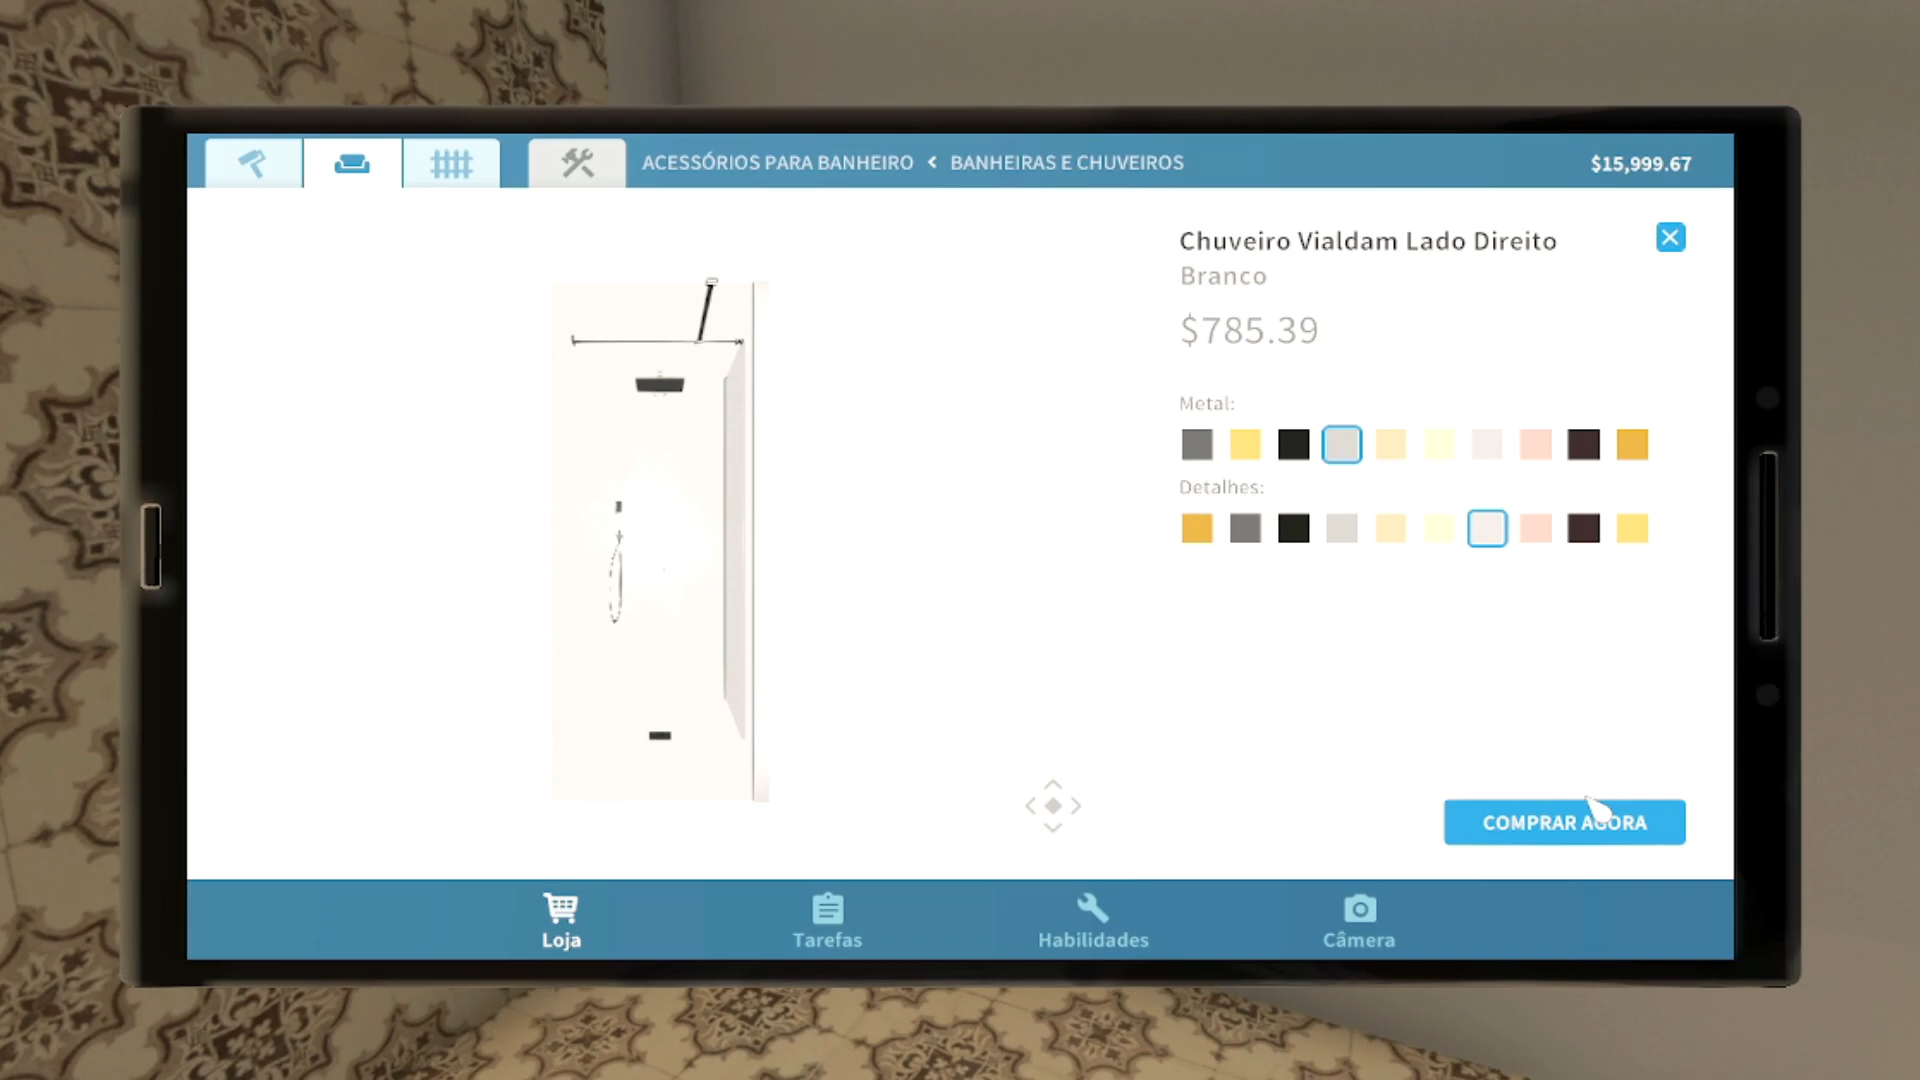 ACESSÓRIOS PARA BANHEIRO < BANHEIRAS E CHUVEIROS
$15,999.67
Chuveiro Vialdam Lado Direito
Branco
$785.39
Metal:
Detalhes:
COMPRAR AGORA
Loja
Tarefas
Habilidades
Câmera